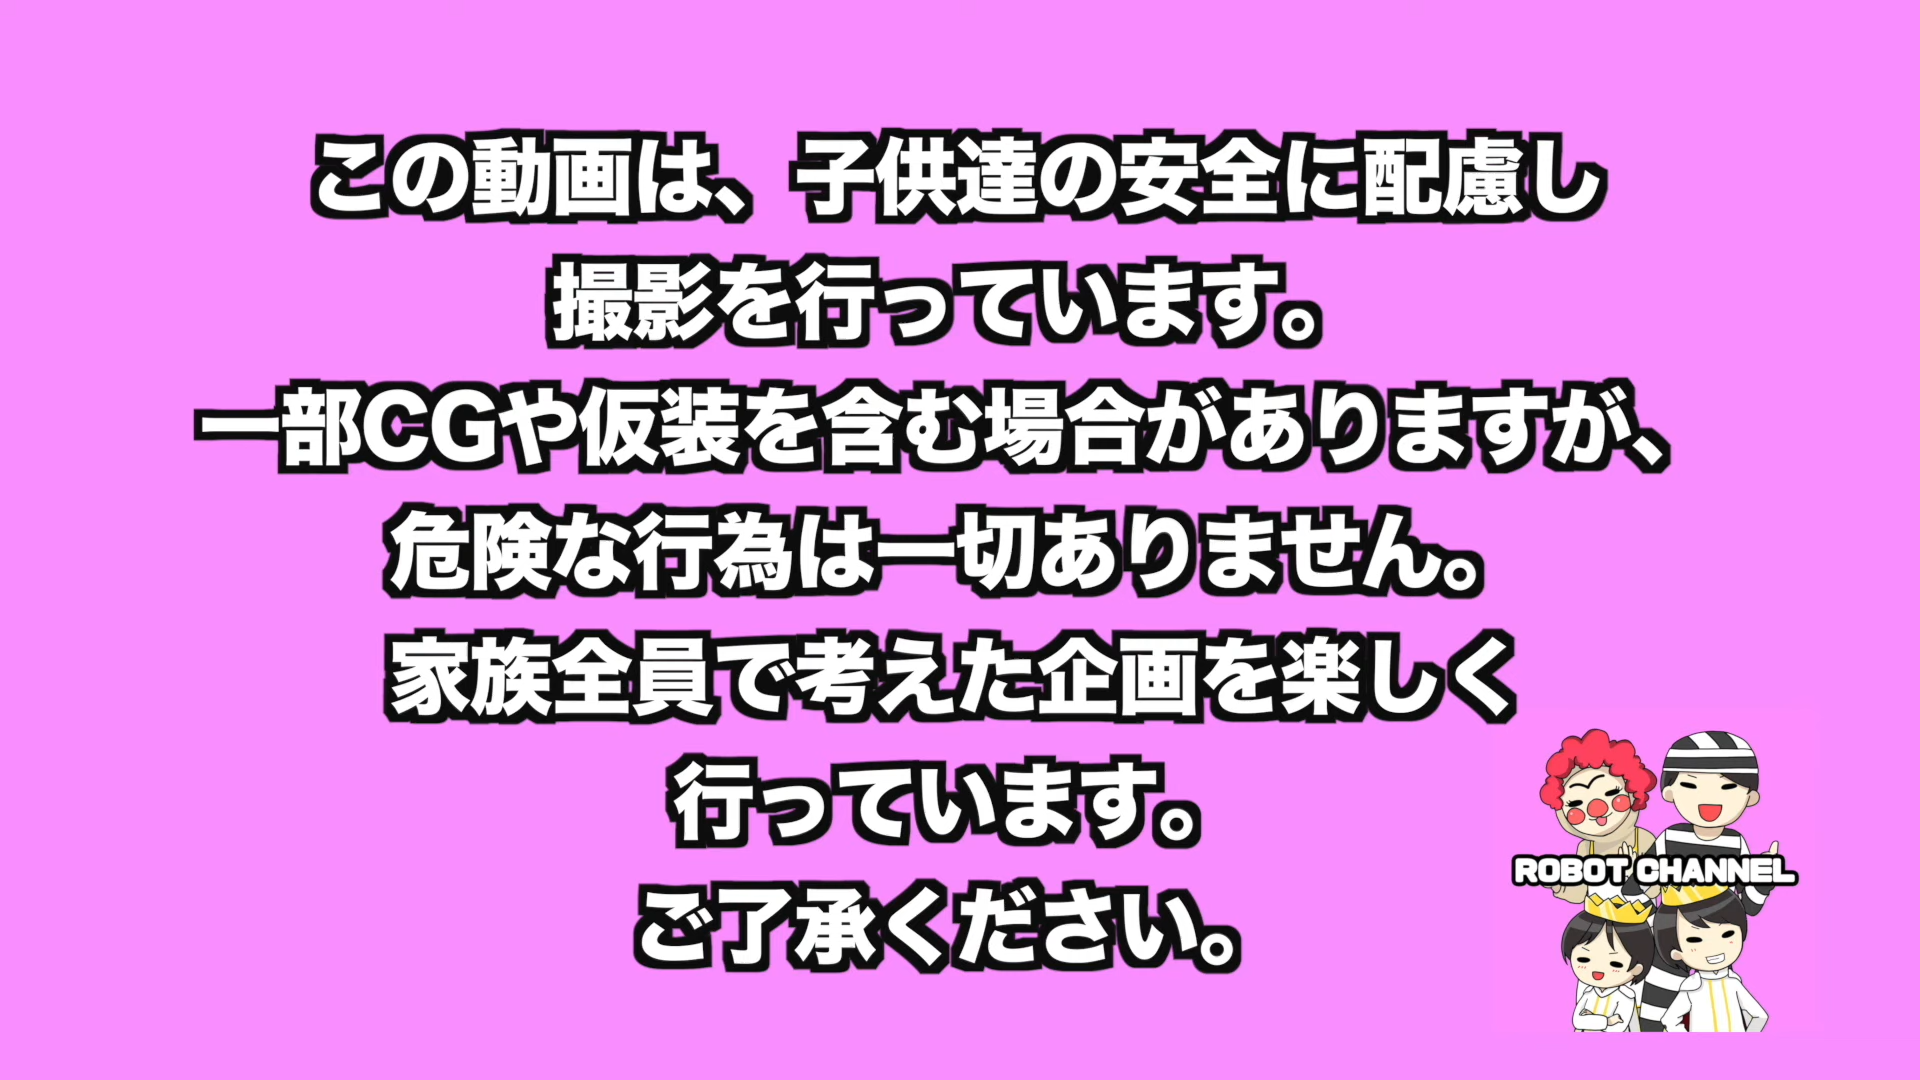 この動画は、子供達の安全に配慮し
撮影を行っています。
一部CGや仮装を含む場合がありますが、
危険な行為は一切ありません。
家族全員で考えた企画を楽しく
行っています。
ご了承ください。
ROBOT CHANNEL